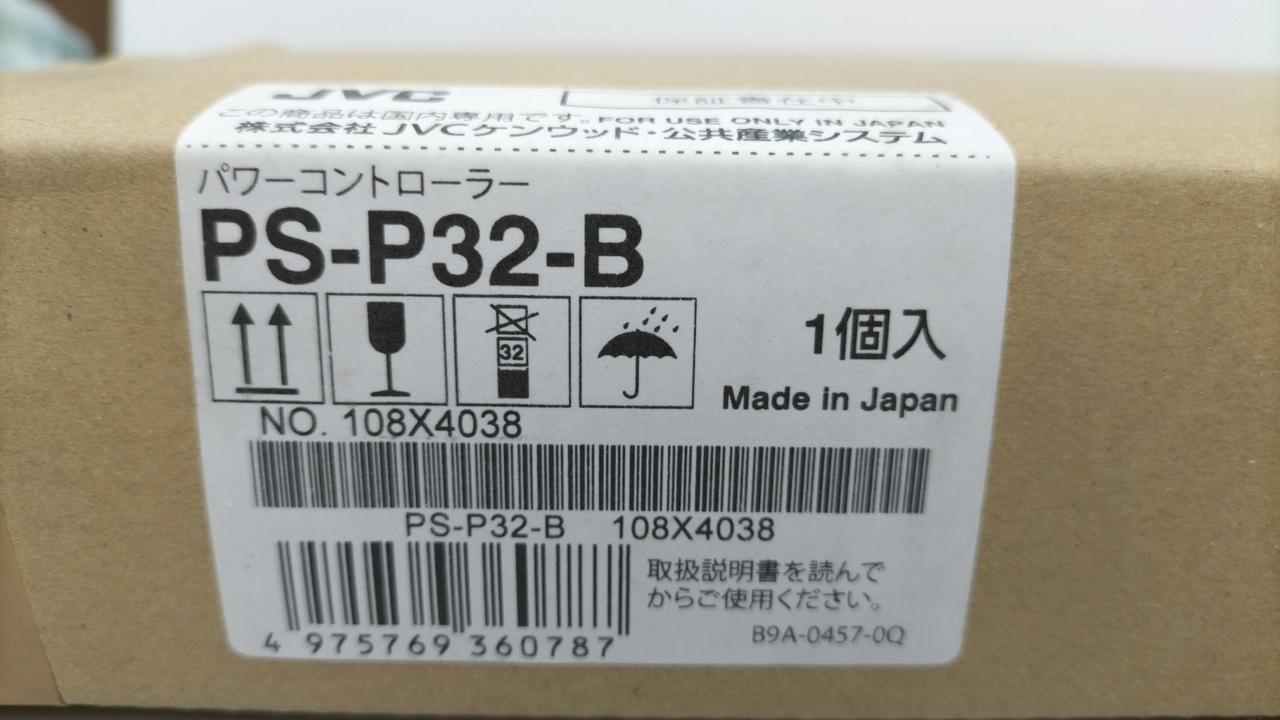 JVC
保証書在中
この商品は国内専用です。FOR USE ONLY IN JAPAN
株式会社 JVCケンウッド・公共産業システム
パワーコントローラー
PS-P32-B
32
1個入
Made in Japan
NO. 108X4038
PS-P32-B 108X4038
取扱説明書を読んで
からご使用ください。
4 975769 360787
B9A-0457-0Q